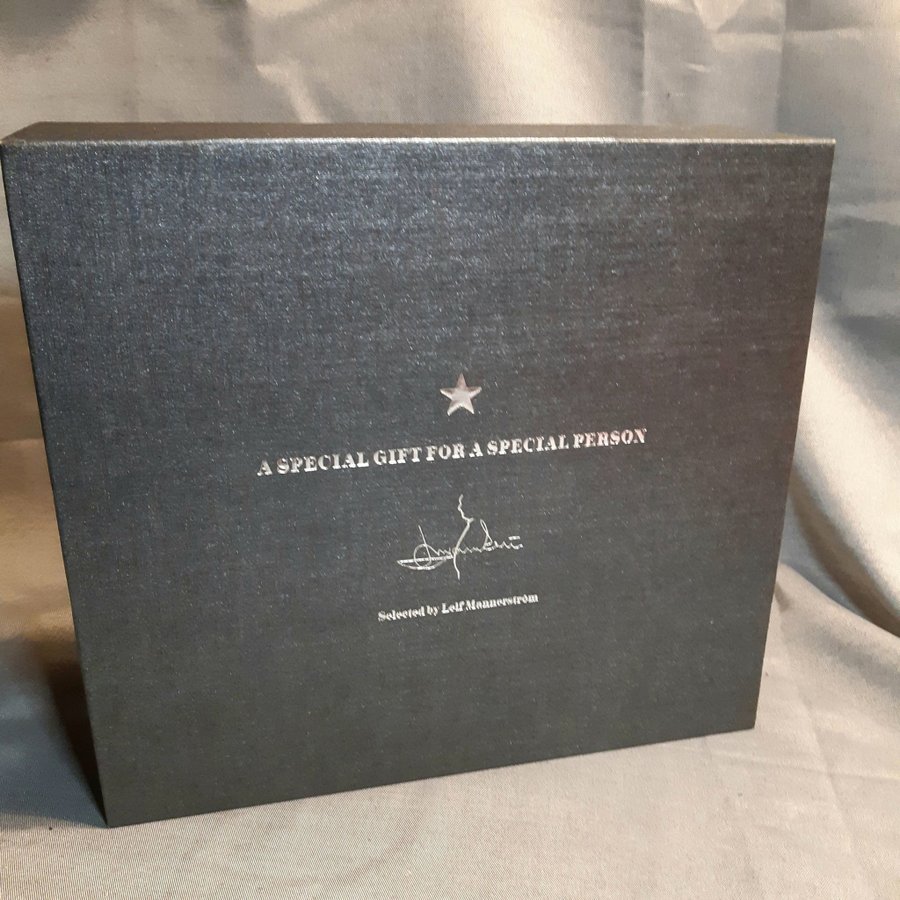 A SPECIAL GIFT FOR A SPECIAL PERSON
Selected by Leif Mannerström